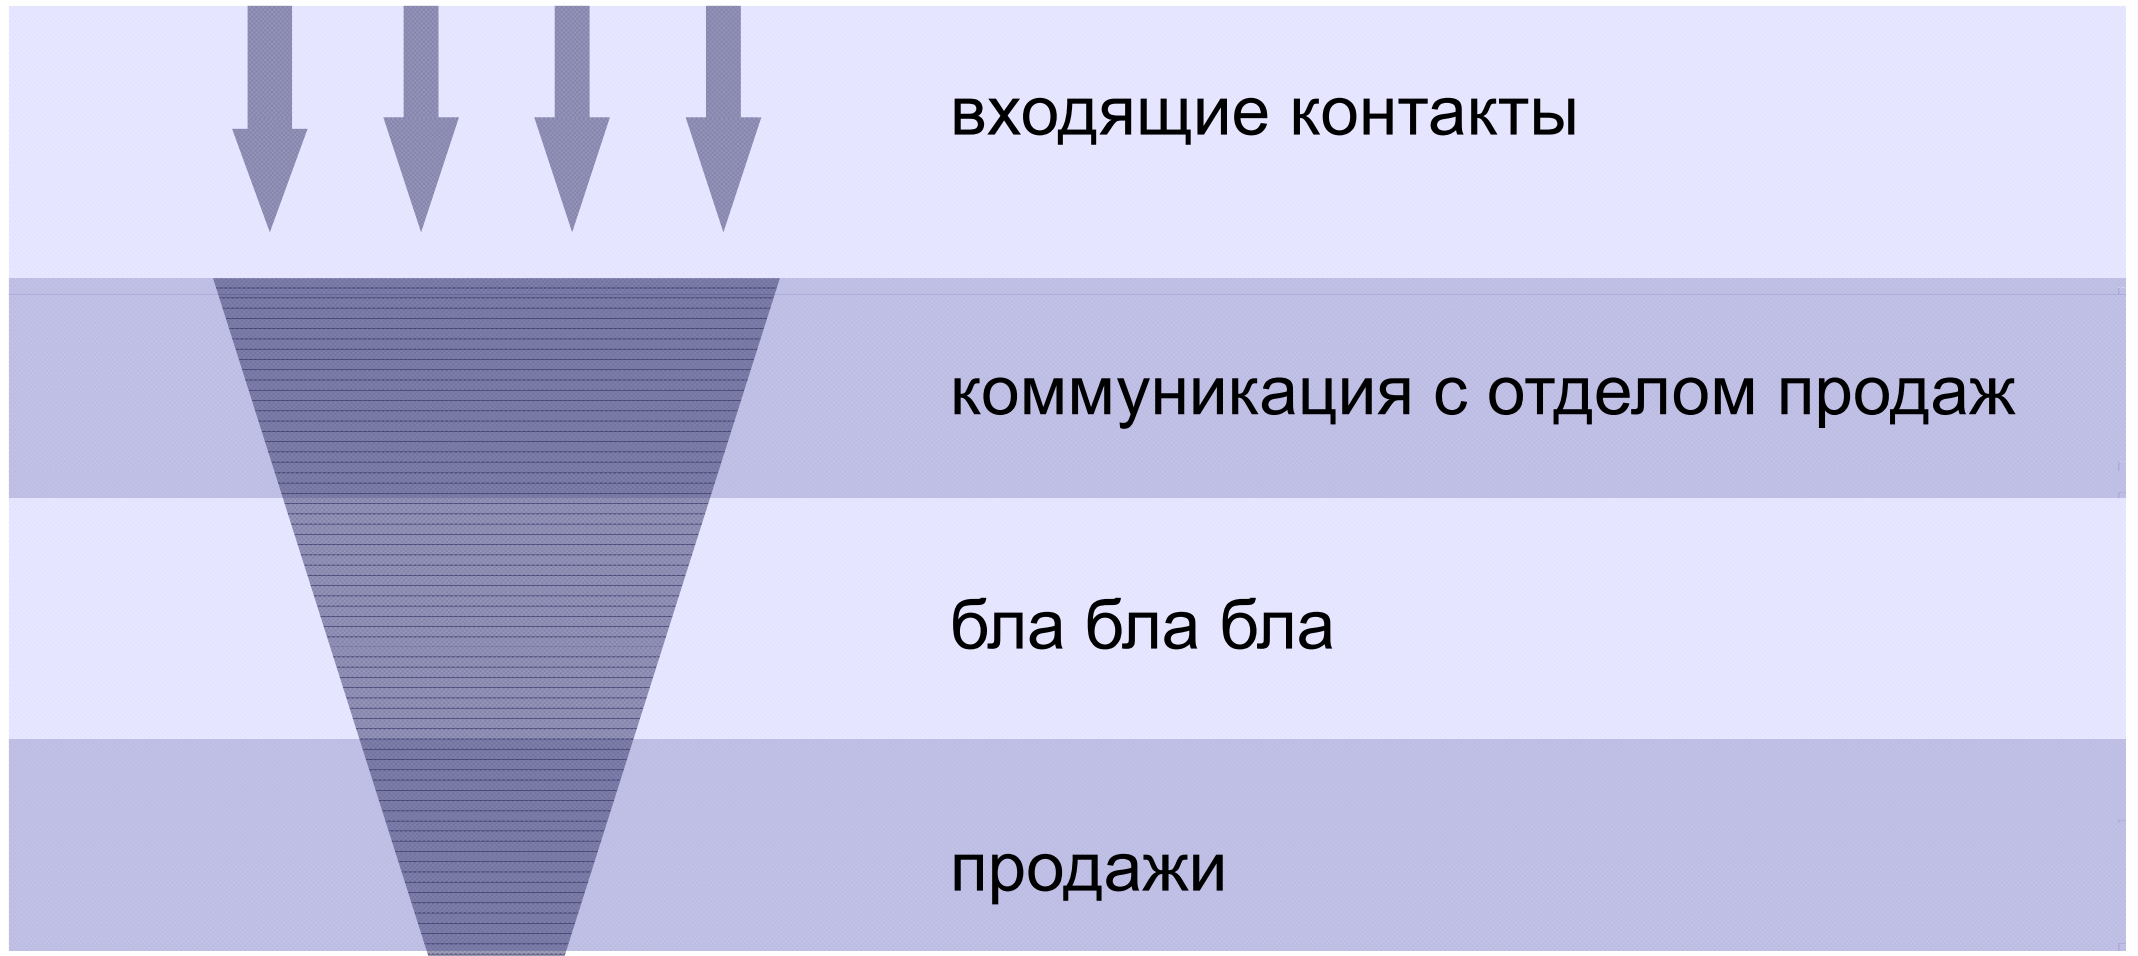 входящие контакты
коммуникация с отделом продаж
бла бла бла
продажи